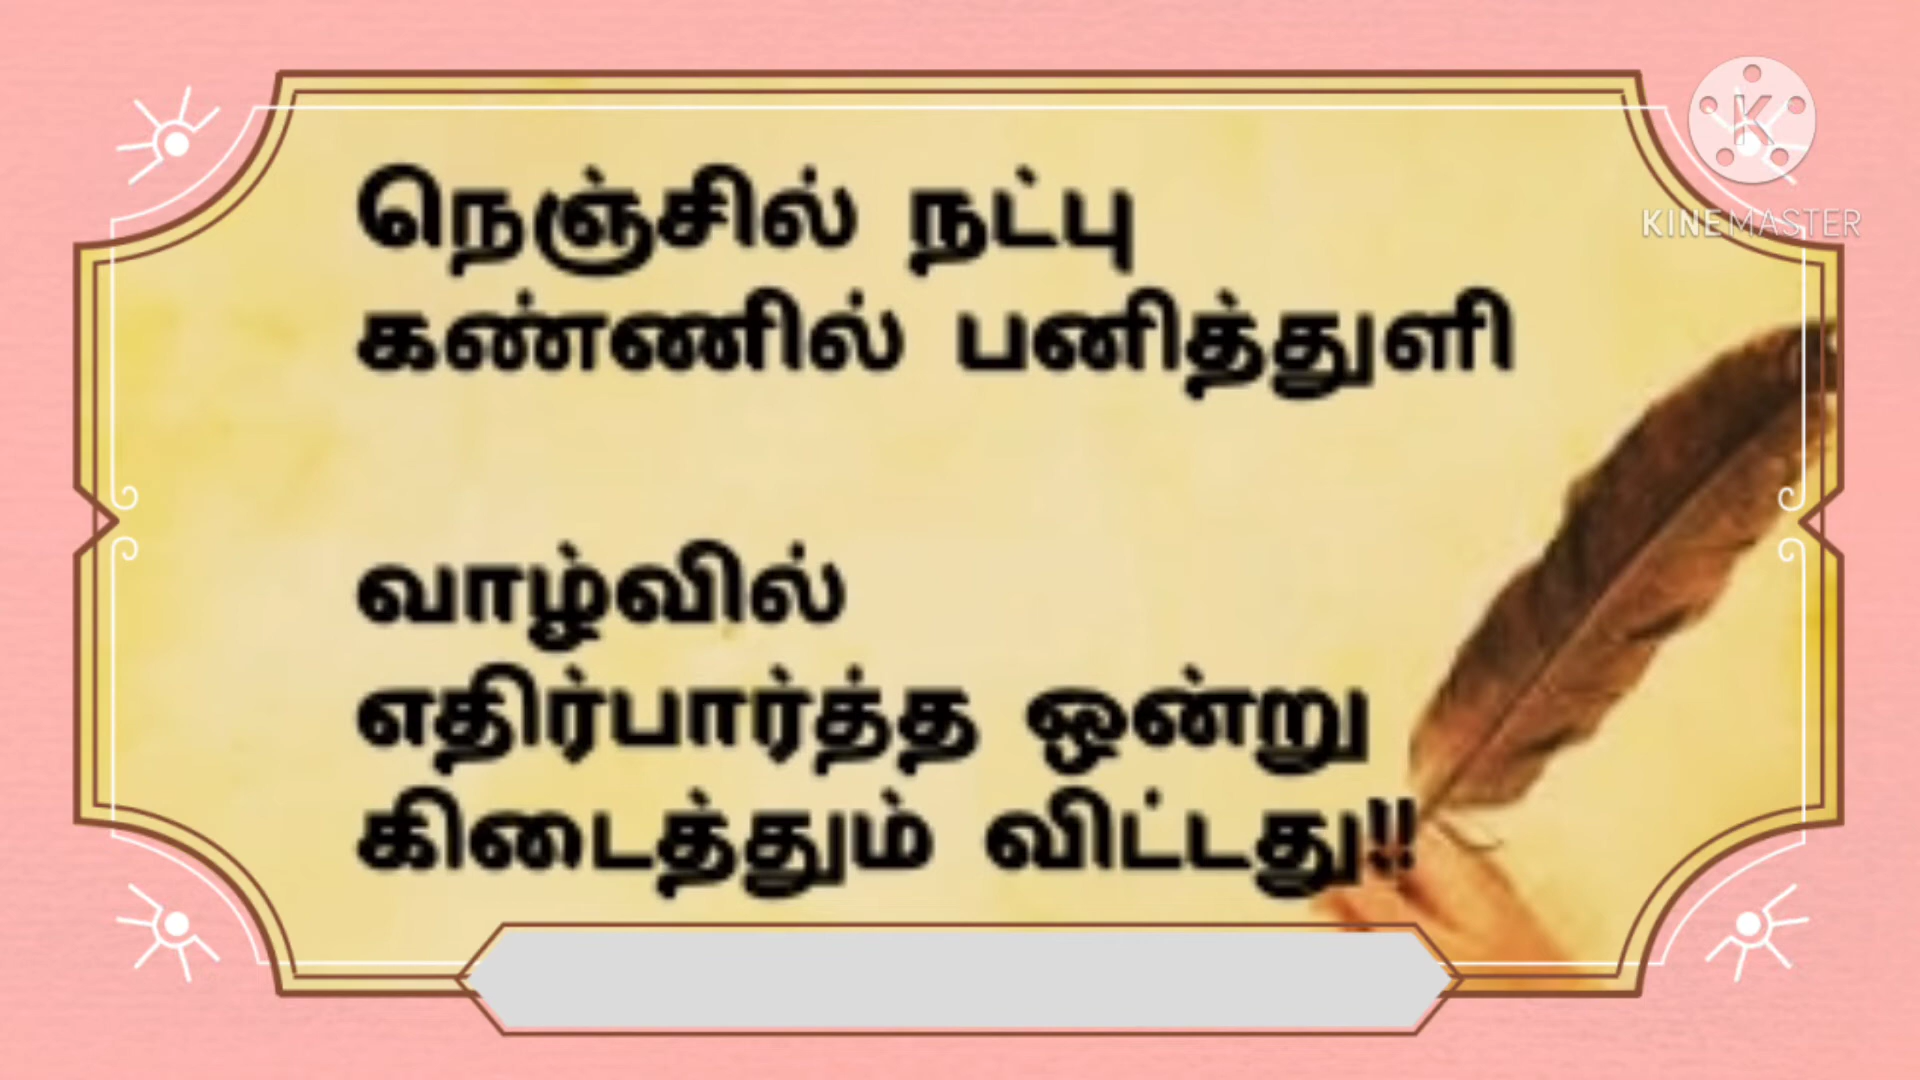 நெஞ்சில் நட்பு
கண்ணில் பனித்துளி
வாழ்வில்
எதிர்பார்த்த ஒன்று
கிடைத்தும் விட்டது!!
K
KINEMASTER